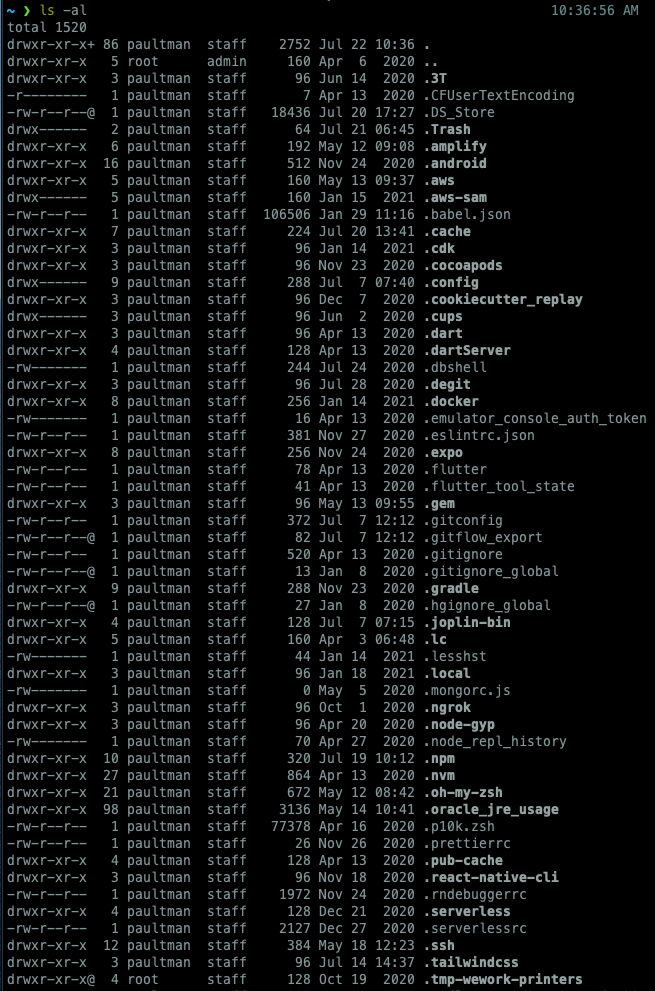 ~ ❯ ls -al 10:36:56 AM
total 1520
drwxr-xr-x+ 86 paultman staff 2752 Jul 22 10:36 .
drwxr-xr-x 5 root admin 160 Apr 6 2020 ..
drwxr-xr-x 3 paultman staff 96 Jun 14 2020 .3T
-r-------- 1 paultman staff 7 Apr 13 2020 .CFUserTextEncoding
-rw-r--r--@ 1 paultman staff 18436 Jul 20 17:27 .DS_Store
drwx------ 2 paultman staff 64 Jul 21 06:45 .Trash
drwxr-xr-x 6 paultman staff 192 May 12 09:08 .amplify
drwxr-xr-x 16 paultman staff 512 Nov 24 2020 .android
drwxr-xr-x 5 paultman staff 160 May 13 09:37 .aws
drwx------ 5 paultman staff 160 Jan 15 2021 .aws-sam
-rw-r--r-- 1 paultman staff 106506 Jan 29 11:16 .babel.json
drwxr-xr-x 7 paultman staff 224 Jul 20 13:41 .cache
drwxr-xr-x 3 paultman staff 96 Jan 14 2021 .cdk
drwxr-xr-x 3 paultman staff 96 Nov 23 2020 .cocoapods
drwx------ 9 paultman staff 288 Jul 7 07:40 .config
drwxr-xr-x 3 paultman staff 96 Dec 7 2020 .cookiecutter_replay
drwx------ 3 paultman staff 96 Jun 2 2020 .cups
drwxr-xr-x 3 paultman staff 96 Apr 13 2020 .dart
drwxr-xr-x 4 paultman staff 128 Apr 13 2020 .dartServer
-rw------- 1 paultman staff 244 Jul 24 2020 .dbshell
drwxr-xr-x 3 paultman staff 96 Jul 28 2020 .degit
drwxr-xr-x 8 paultman staff 256 Jan 14 2021 .docker
-rw------- 1 paultman staff 16 Apr 13 2020 .emulator_console_auth_token
-rw-r--r-- 1 paultman staff 381 Nov 27 2020 .eslintrc.json
drwxr-xr-x 8 paultman staff 256 Nov 24 2020 .expo
-rw-r--r-- 1 paultman staff 78 Apr 13 2020 .flutter
-rw-r--r-- 1 paultman staff 41 Apr 13 2020 .flutter_tool_state
drwxr-xr-x 3 paultman staff 96 May 13 09:55 .gem
-rw-r--r-- 1 paultman staff 372 Jul 7 12:12 .gitconfig
-rw-r--r--@ 1 paultman staff 82 Jul 7 12:12 .gitflow_export
-rw-r--r-- 1 paultman staff 520 Apr 13 2020 .gitignore
-rw-r--r--@ 1 paultman staff 13 Jan 8 2020 .gitignore_global
drwxr-xr-x 9 paultman staff 288 Nov 23 2020 .gradle
-rw-r--r--@ 1 paultman staff 27 Jan 8 2020 .hgignore_global
drwxr-xr-x 4 paultman staff 128 Jul 7 07:15 .joplin-bin
drwxr-xr-x 5 paultman staff 160 Apr 3 06:48 .lc
-rw------- 1 paultman staff 44 Jan 14 2021 .lesshst
drwxr-xr-x 3 paultman staff 96 Jan 18 2021 .local
-rw------- 1 paultman staff 0 May 5 2020 .mongorc.js
drwxr-xr-x 3 paultman staff 96 Oct 1 2020 .ngrok
drwxr-xr-x 3 paultman staff 96 Apr 20 2020 .node-gyp
-rw------- 1 paultman staff 70 Apr 27 2020 .node_repl_history
drwxr-xr-x 10 paultman staff 320 Jul 19 10:12 .npm
drwxr-xr-x 27 paultman staff 864 Apr 13 2020 .nvm
drwxr-xr-x 21 paultman staff 672 May 12 08:42 .oh-my-zsh
drwxr-xr-x 98 paultman staff 3136 May 14 10:41 .oracle_jre_usage
-rw-r--r-- 1 paultman staff 77378 Apr 16 2020 .p10k.zsh
-rw-r--r-- 1 paultman staff 26 Nov 26 2020 .prettierrc
drwxr-xr-x 4 paultman staff 128 Apr 13 2020 .pub-cache
drwxr-xr-x 3 paultman staff 96 Nov 18 2020 .react-native-cli
-rw-r--r-- 1 paultman staff 1972 Nov 24 2020 .rndebuggerrc
drwxr-xr-x 4 paultman staff 128 Dec 21 2020 .serverless
-rw-r--r-- 1 paultman staff 2127 Dec 27 2020 .serverlessrc
drwxr-xr-x 12 paultman staff 384 May 18 12:23 .ssh
drwxr-xr-x 3 paultman staff 96 Jul 14 14:37 .tailwindcss
drwxr-xr-x@ 4 root staff 128 Oct 19 2020 .tmp-wework-printers